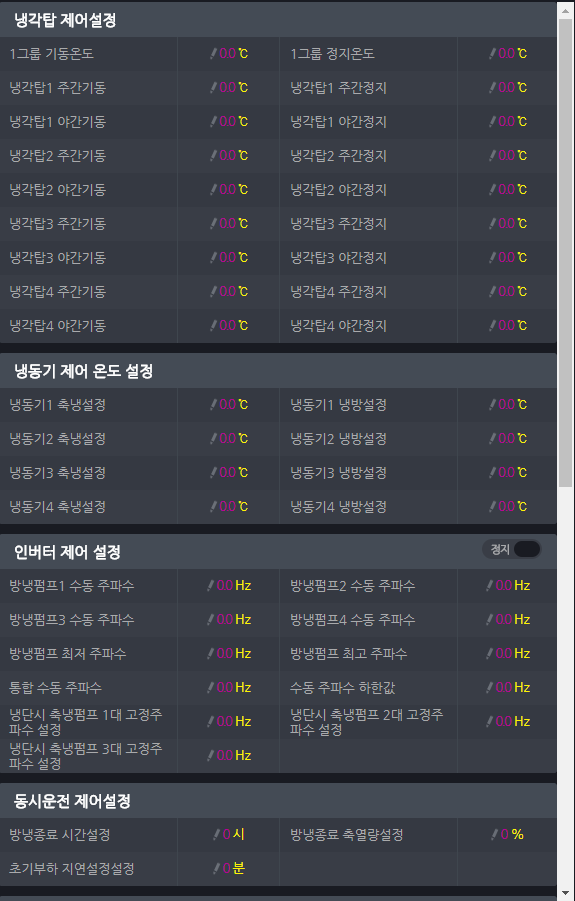 냉각탑 제어설정
1그룹 기동온도 0.0 ℃ 1그룹 정지온도 0.0 ℃
냉각탑1 주간기동 0.0 ℃ 냉각탑1 주간정지 0.0 ℃
냉각탑1 야간기동 0.0 ℃ 냉각탑1 야간정지 0.0 ℃
냉각탑2 주간기동 0.0 ℃ 냉각탑2 주간정지 0.0 ℃
냉각탑2 야간기동 0.0 ℃ 냉각탑2 야간정지 0.0 ℃
냉각탑3 주간기동 0.0 ℃ 냉각탑3 주간정지 0.0 ℃
냉각탑3 야간기동 0.0 ℃ 냉각탑3 야간정지 0.0 ℃
냉각탑4 주간기동 0.0 ℃ 냉각탑4 주간정지 0.0 ℃
냉각탑4 야간기동 0.0 ℃ 냉각탑4 야간정지 0.0 ℃
냉동기 제어 온도 설정
냉동기1 축냉설정 0.0 ℃ 냉동기1 냉방설정 0.0 ℃
냉동기2 축냉설정 0.0 ℃ 냉동기2 냉방설정 0.0 ℃
냉동기3 축냉설정 0.0 ℃ 냉동기3 냉방설정 0.0 ℃
냉동기4 축냉설정 0.0 ℃ 냉동기4 냉방설정 0.0 ℃
인버터 제어 설정 정지
방냉펌프1 수동 주파수 0.0 Hz 방냉펌프2 수동 주파수 0.0 Hz
방냉펌프3 수동 주파수 0.0 Hz 방냉펌프4 수동 주파수 0.0 Hz
방냉펌프 최저 주파수 0.0 Hz 방냉펌프 최고 주파수 0.0 Hz
통합 수동 주파수 0.0 Hz 수동 주파수 하한값 0.0 Hz
냉단시 축냉펌프 1대 고정주
파수 설정 0.0 Hz
냉단시 축냉펌프 2대 고정주
파수 설정 0.0 Hz
냉단시 축냉펌프 3대 고정주
파수 설정 0.0 Hz
동시운전 제어설정
방냉종료 시간설정 0 시 방냉종료 축열량설정 0 %
초기부하 지연설정설정 0 분